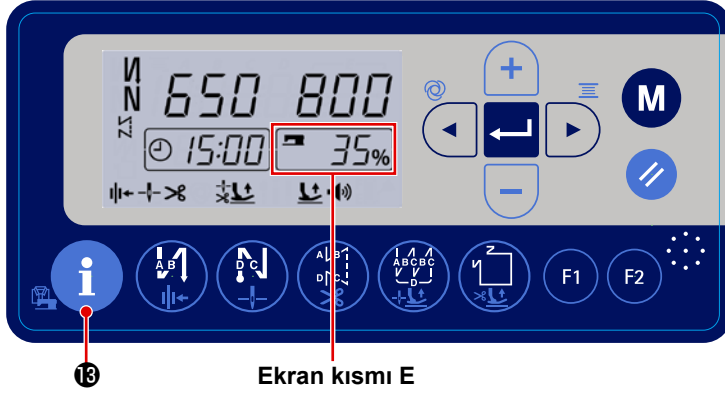 N
N
650 800
15:00 35%
M
i
A B
D C
A B
D C
A B C B C B C
D
F1
F2
⓭
Ekran kısmı E